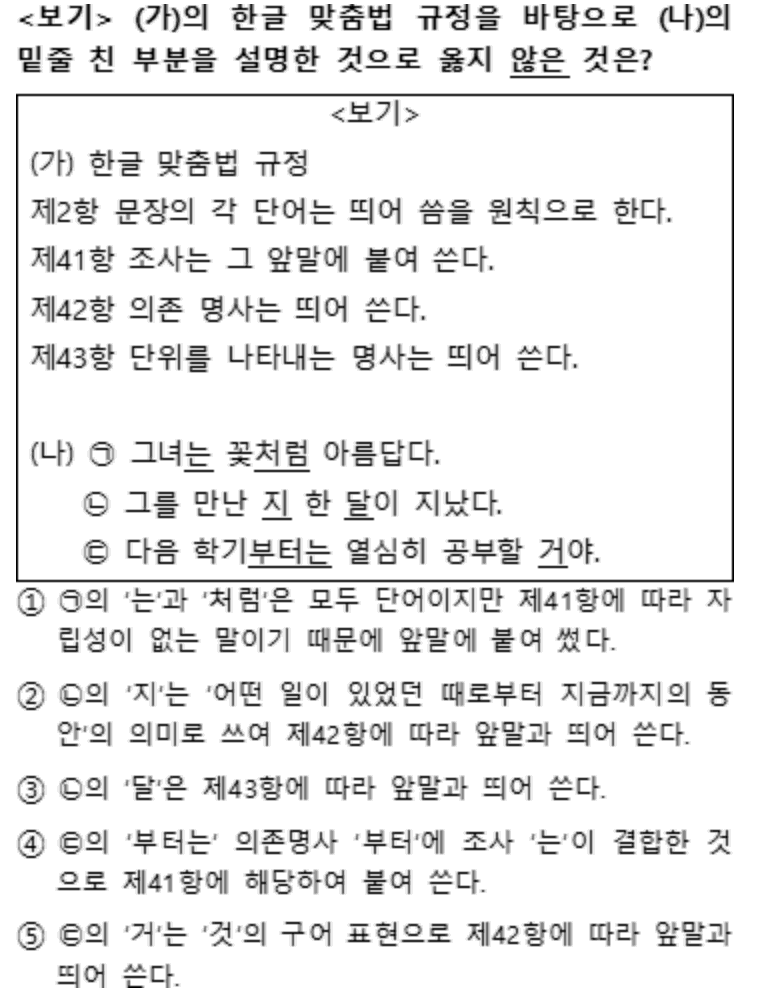 <보기> (가)의 한글 맞춤법 규정을 바탕으로 (나)의
밑줄 친 부분을 설명한 것으로 옳지 않은 것은?
<보기>
(가) 한글 맞춤법 규정
제2항 문장의 각 단어는 띄어 씀을 원칙으로 한다.
제41항 조사는 그 앞말에 붙여 쓴다.
제42항 의존 명사는 띄어 쓴다.
제43항 단위를 나타내는 명사는 띄어 쓴다.
(나) ㉠ 그녀는 꽃처럼 아름답다.
㉡ 그를 만난 지 한 달이 지났다.
㉢ 다음 학기부터는 열심히 공부할 거야.
① ㉠의 '는'과 '처럼'은 모두 단어이지만 제41항에 따라 자
립성이 없는 말이기 때문에 앞말에 붙여 썼다.
② ㉡의 '지'는 '어떤 일이 있었던 때로부터 지금까지의 동
안'의 의미로 쓰여 제42항에 따라 앞말과 띄어 쓴다.
③ ㉡의 '달'은 제43항에 따라 앞말과 띄어 쓴다.
④ ㉢의 '부터는' 의존명사 '부터'에 조사 '는'이 결합한 것
으로 제41항에 해당하여 붙여 쓴다.
⑤ ㉢의 '거'는 '것'의 구어 표현으로 제42항에 따라 앞말과
띄어 쓴다.